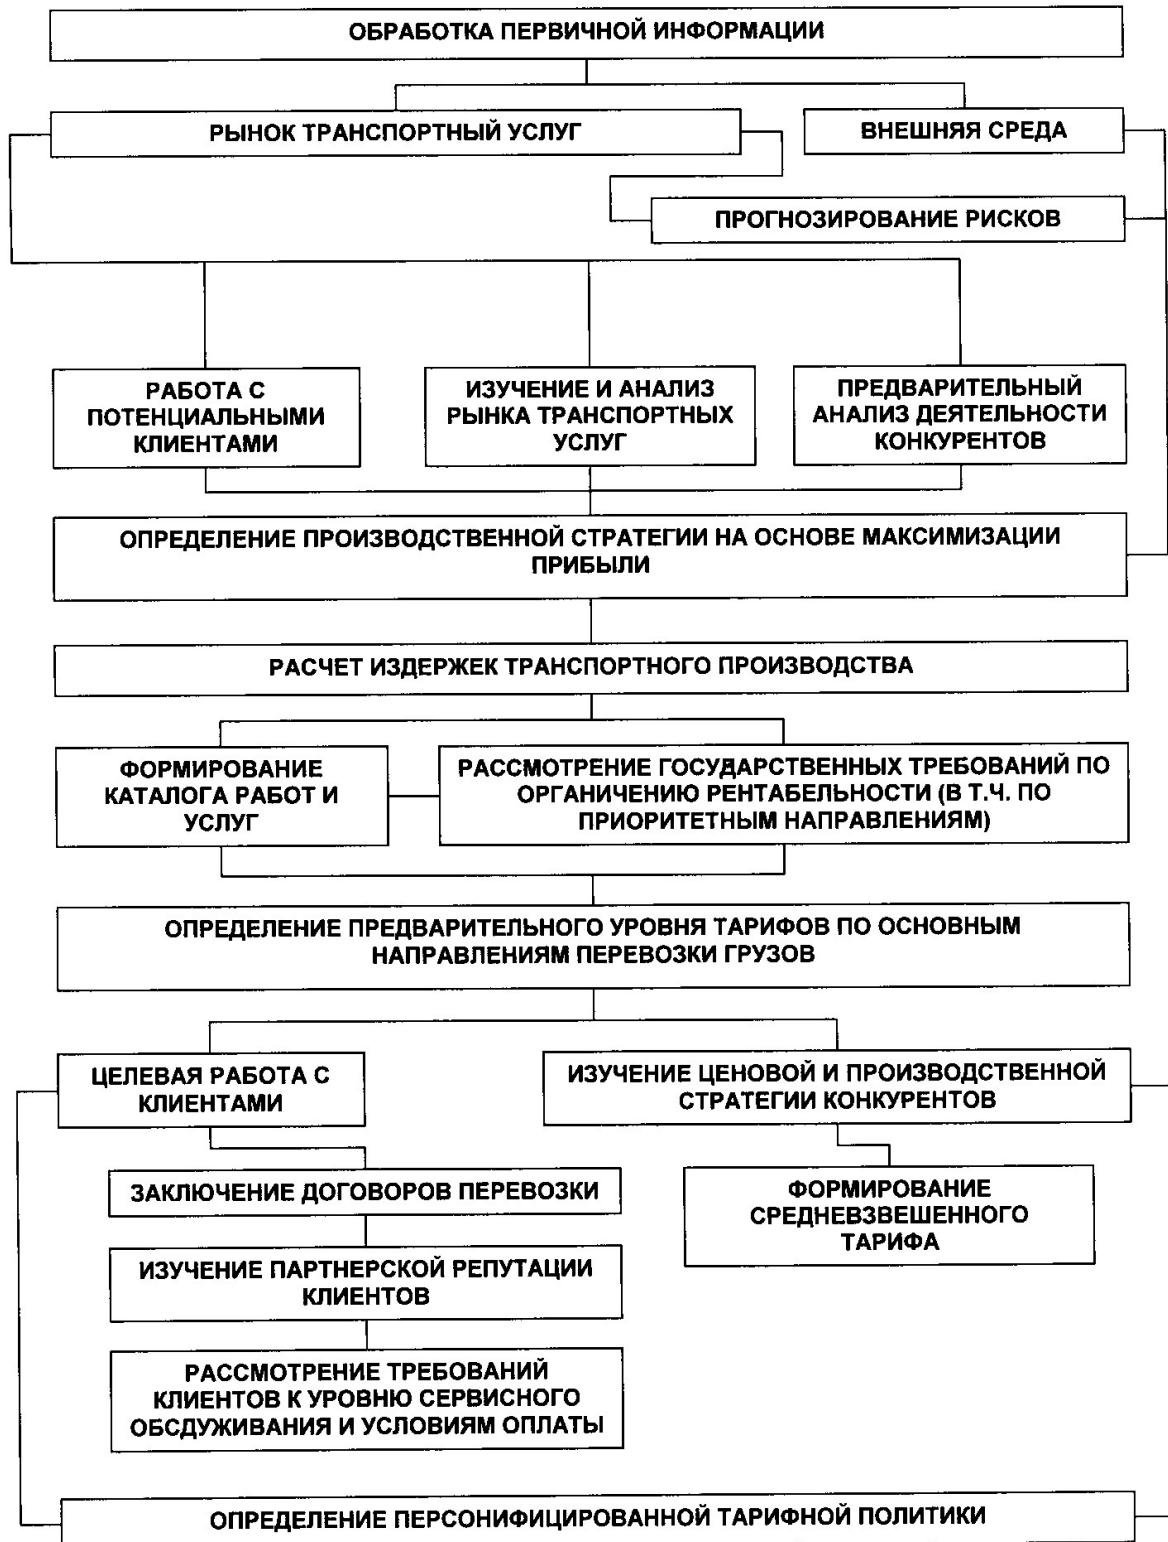 ОБРАБОТКА ПЕРВИЧНОЙ ИНФОРМАЦИИ
РЫНОК ТРАНСПОРТНЫЙ УСЛУГ
ВНЕШНЯЯ СРЕДА
ПРОГНОЗИРОВАНИЕ РИСКОВ
РАБОТА С
ПОТЕНЦИАЛЬНЫМИ
КЛИЕНТАМИ
ИЗУЧЕНИЕ И АНАЛИЗ
РЫНКА ТРАНСПОРТНЫХ
УСЛУГ
ПРЕДВАРИТЕЛЬНЫЙ
АНАЛИЗ ДЕЯТЕЛЬНОСТИ
КОНКУРЕНТОВ
ОПРЕДЕЛЕНИЕ ПРОИЗВОДСТВЕННОЙ СТРАТЕГИИ НА ОСНОВЕ МАКСИМИЗАЦИИ
ПРИБЫЛИ
РАСЧЕТ ИЗДЕРЖЕК ТРАНСПОРТНОГО ПРОИЗВОДСТВА
ФОРМИРОВАНИЕ
КАТАЛОГА РАБОТ И
УСЛУГ
РАССМОТРЕНИЕ ГОСУДАРСТВЕННЫХ ТРЕБОВАНИЙ ПО
ОРГАНИЧЕНИЮ РЕНТАБЕЛЬНОСТИ (В Т.Ч. ПО
ПРИОРИТЕТНЫМ НАПРАВЛЕНИЯМ)
ОПРЕДЕЛЕНИЕ ПРЕДВАРИТЕЛЬНОГО УРОВНЯ ТАРИФОВ ПО ОСНОВНЫМ
НАПРАВЛЕНИЯМ ПЕРЕВОЗКИ ГРУЗОВ
ЦЕЛЕВАЯ РАБОТА С
КЛИЕНТАМИ
ИЗУЧЕНИЕ ЦЕНОВОЙ И ПРОИЗВОДСТВЕННОЙ
СТРАТЕГИИ КОНКУРЕНТОВ
ЗАКЛЮЧЕНИЕ ДОГОВОРОВ ПЕРЕВОЗКИ
ФОРМИРОВАНИЕ
СРЕДНЕВЗВЕШЕННОГО
ТАРИФА
ИЗУЧЕНИЕ ПАРТНЕРСКОЙ РЕПУТАЦИИ
КЛИЕНТОВ
РАССМОТРЕНИЕ ТРЕБОВАНИЙ
КЛИЕНТОВ К УРОВНЮ СЕРВИСНОГО
ОБСДУЖИВАНИЯ И УСЛОВИЯМ ОПЛАТЫ
ОПРЕДЕЛЕНИЕ ПЕРСОНИФИЦИРОВАННОЙ ТАРИФНОЙ ПОЛИТИКИ